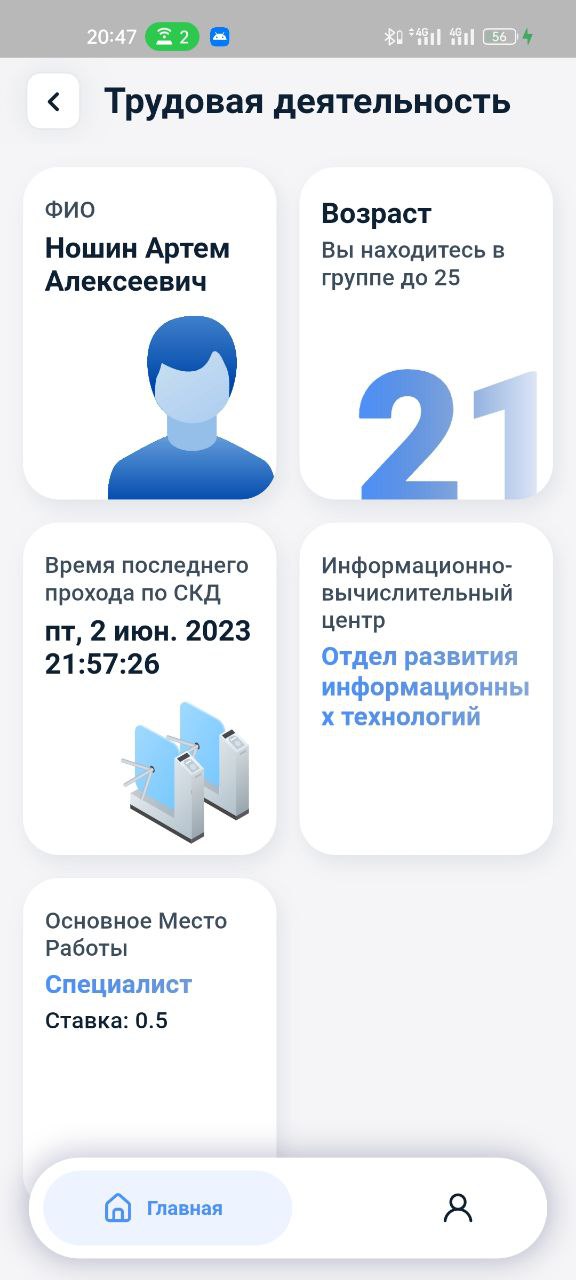 20:47
2
4G
4G
56
Трудовая деятельность
ФИО
Ношин Артем
Алексеевич
Возраст
Вы находитесь в
группе до 25
21
Время последнего
прохода по СКД
пт, 2 июн. 2023
21:57:26
Информационно-
вычислительный
центр
Отдел развития
информационны
х технологий
Основное Место
Работы
Специалист
Ставка: 0.5
Главная